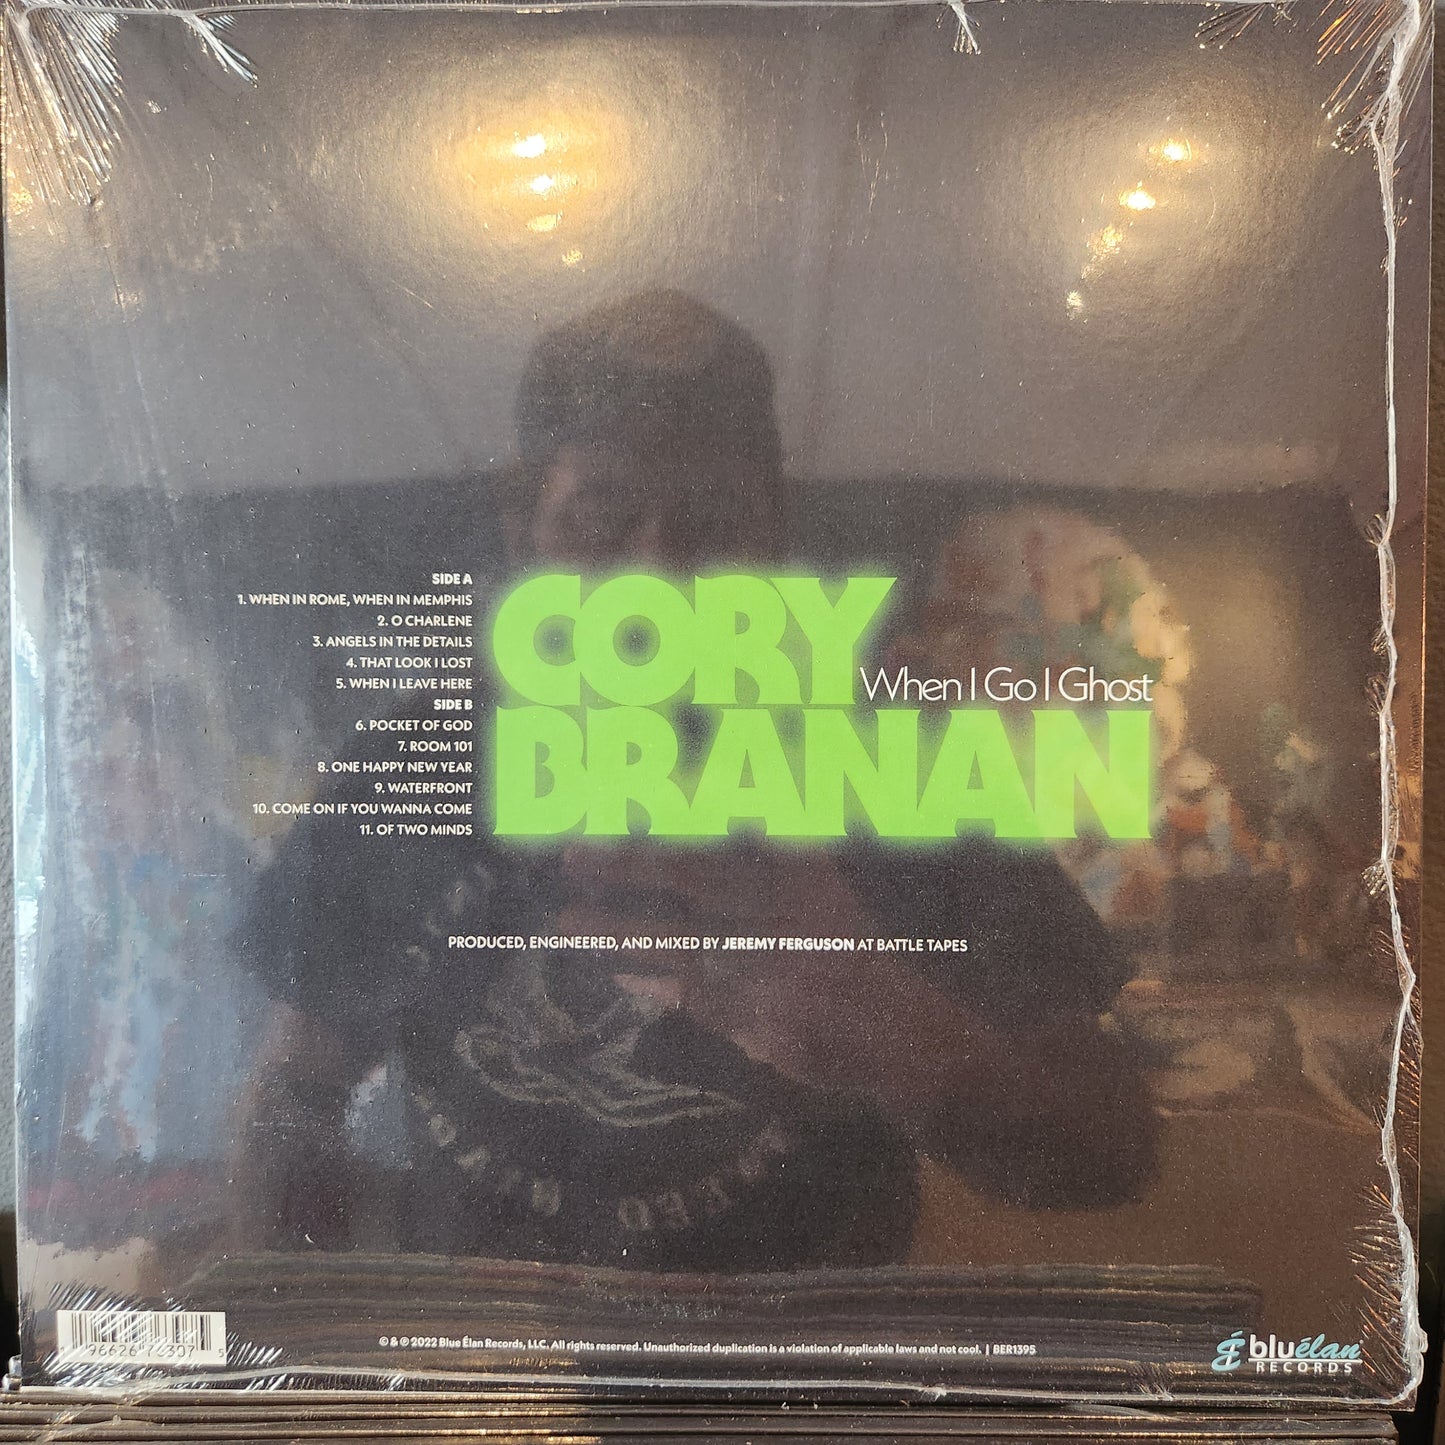 SIDE A
1. WHEN IN ROME, WHEN IN MEMPHIS
2. O CHARLENE
3. ANGELS IN THE DETAILS
4. THAT LOOK I LOST
5. WHEN I LEAVE HERE
SIDE B
6. POCKET OF GOD
7. ROOM 101
8. ONE HAPPY NEW YEAR
9. WATERFRONT
10. COME ON IF YOU WANNA COME
11. OF TWO MINDS
CORY
When I Go I Ghost
BRANAN
PRODUCED, ENGINEERED, AND MIXED BY JEREMY FERGUSON AT BATTLE TAPES
© & ℗ 2022 Blue Élan Records, LLC. All rights reserved. Unauthorized duplication is a violation of applicable laws and not cool. | BER1395
bluélan
RECORDS